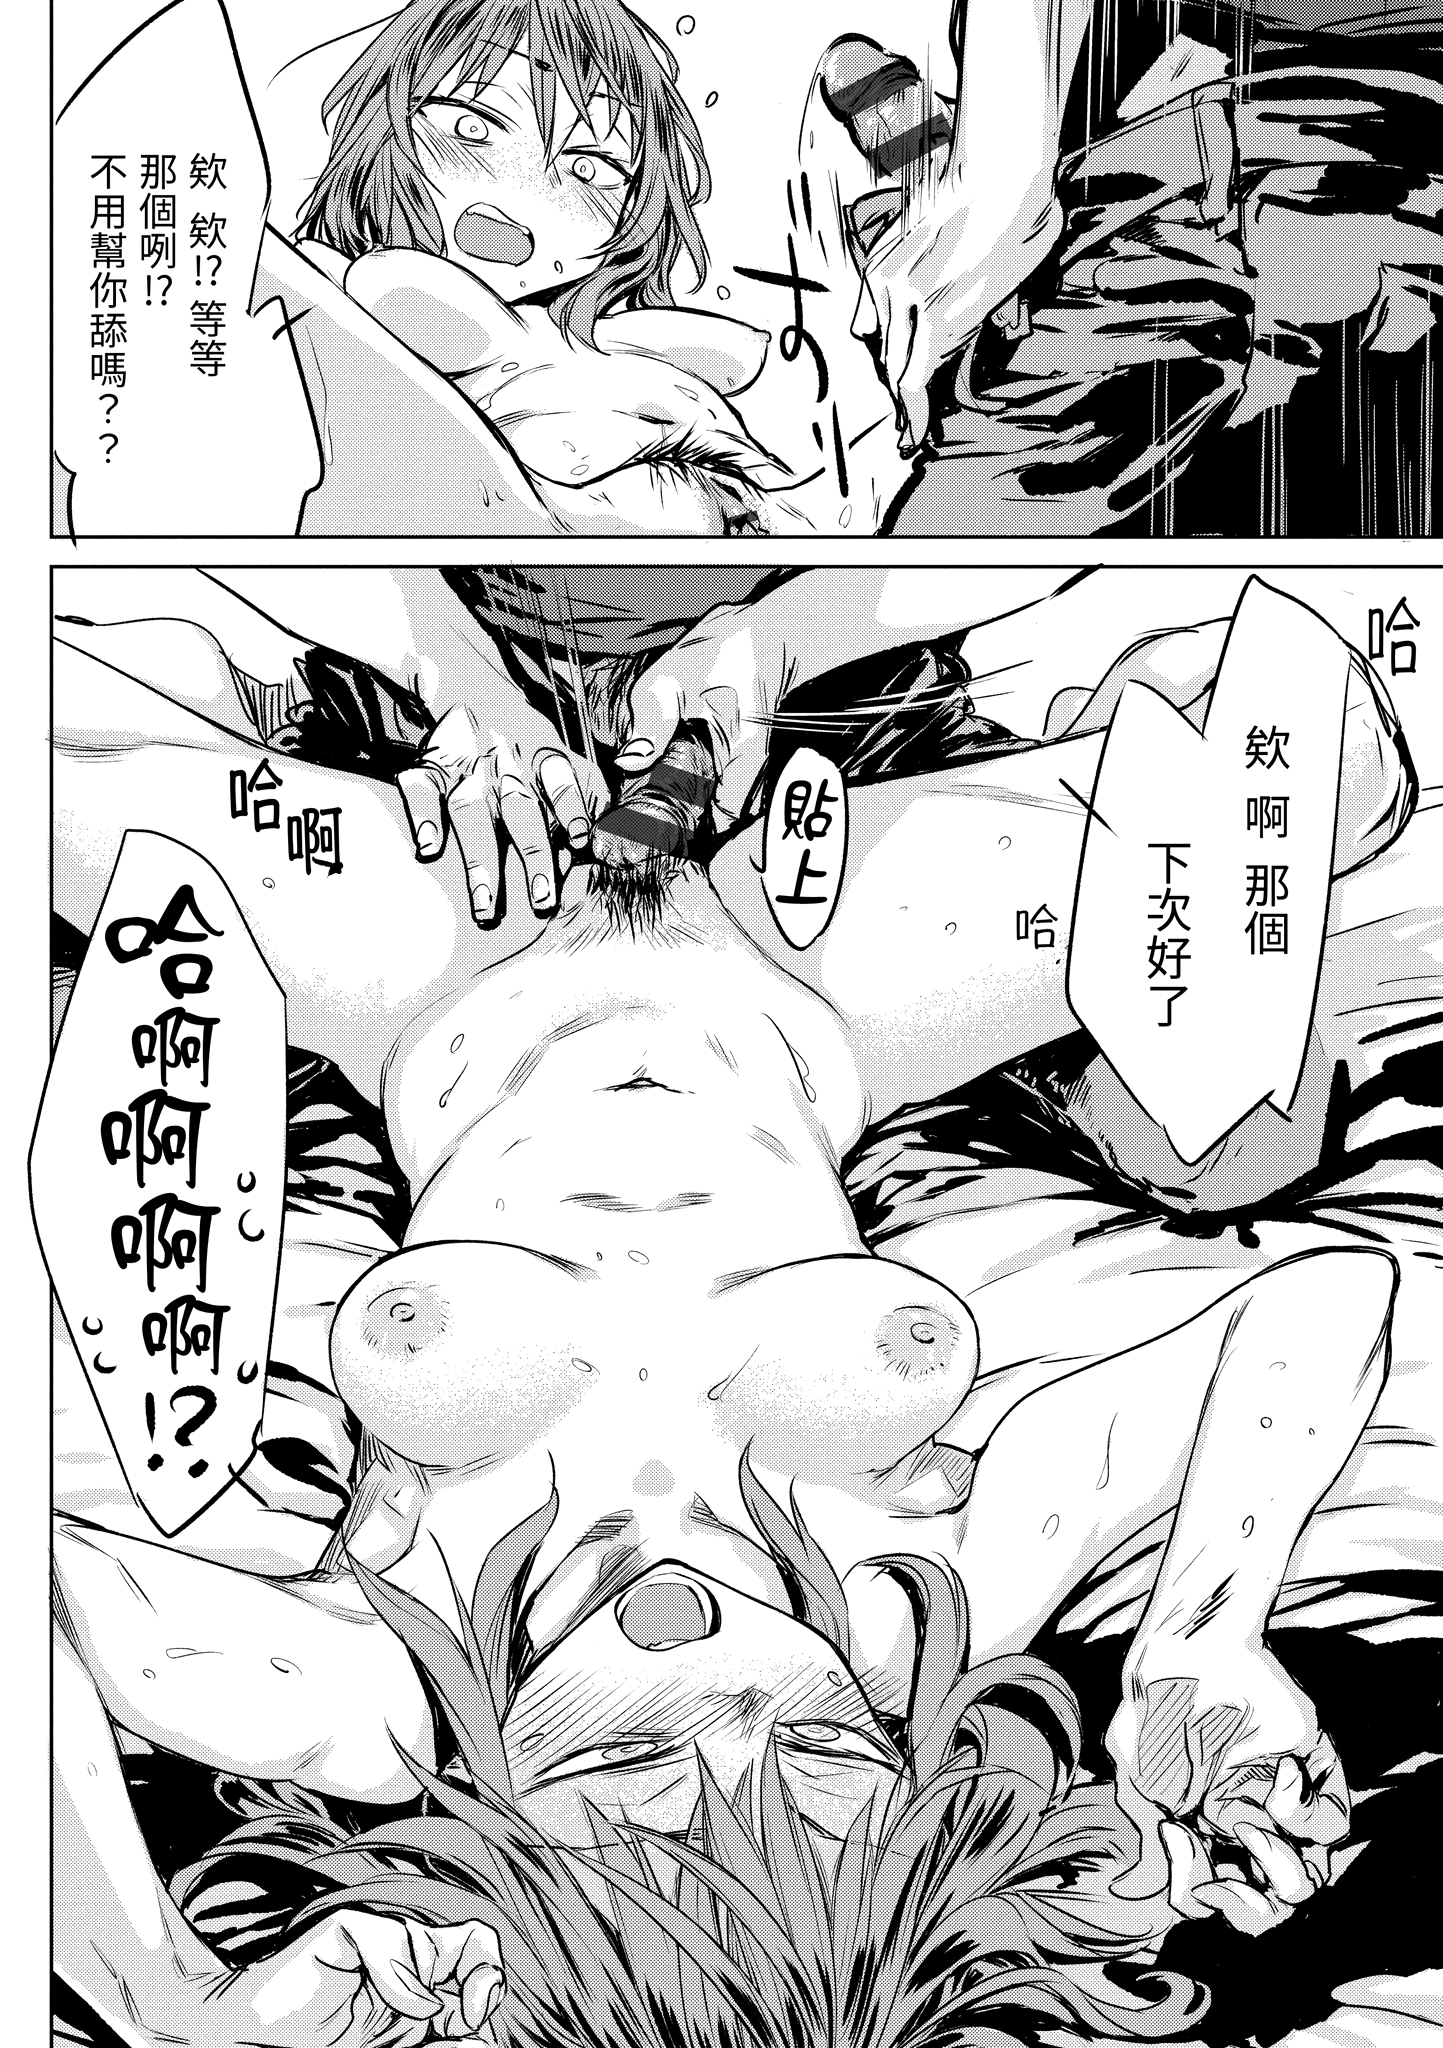 欸 欸!? 等等
那個咧!?
不用幫你舔嗎？？
哈
欸 啊 那個
下次好了
貼上
哈
哈
啊
哈啊啊啊啊!?